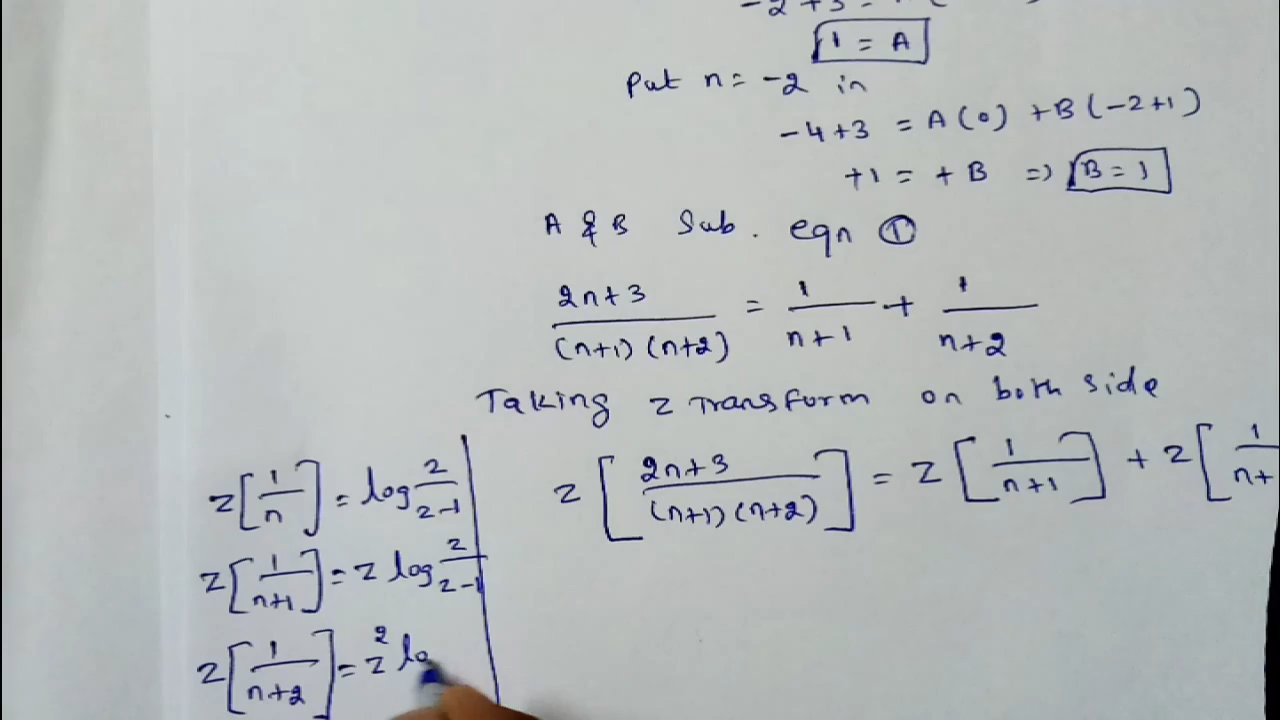 -2+3 =
1 = A
Put n = -2 in
-4+3 = A(0) + B(-2+1)
+1 = + B => B = 1
A & B Sub. eqn ①
2n+3 / (n+1)(n+2) = 1 / n+1 + 1 / n+2
Taking z Transform on both side
z[2n+3 / (n+1)(n+2)] = z[1 / n+1] + z[1 / n+
z[1 / n] = log z / z-1
z[1 / n+1] = z log z / z-1
z[1 / n+2] = z² lo